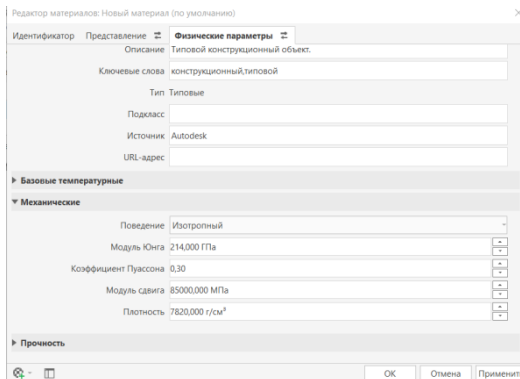 Редактор материалов: Новый материал (по умолчанию)
Идентификатор Представление Физические параметры
Описание Типовой конструкционный объект.
Ключевые слова конструкционный,типовой
Тип Типовые
Подкласс
Источник Autodesk
URL-адрес
Базовые температурные
Механические
Поведение Изотропный
Модуль Юнга 214,000 ГПа
Коэффициент Пуассона 0,30
Модуль сдвига 85000,000 МПа
Плотность 7820,000 г/см³
Прочность
ОК Отмена Применить